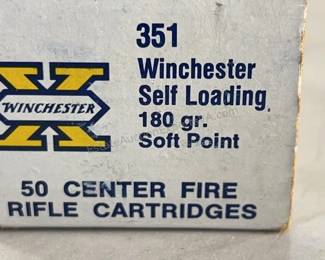 351
Winchester
Self Loading
180 gr.
Soft Point
WINCHESTER
50 CENTER FIRE
RIFLE CARTRIDGES